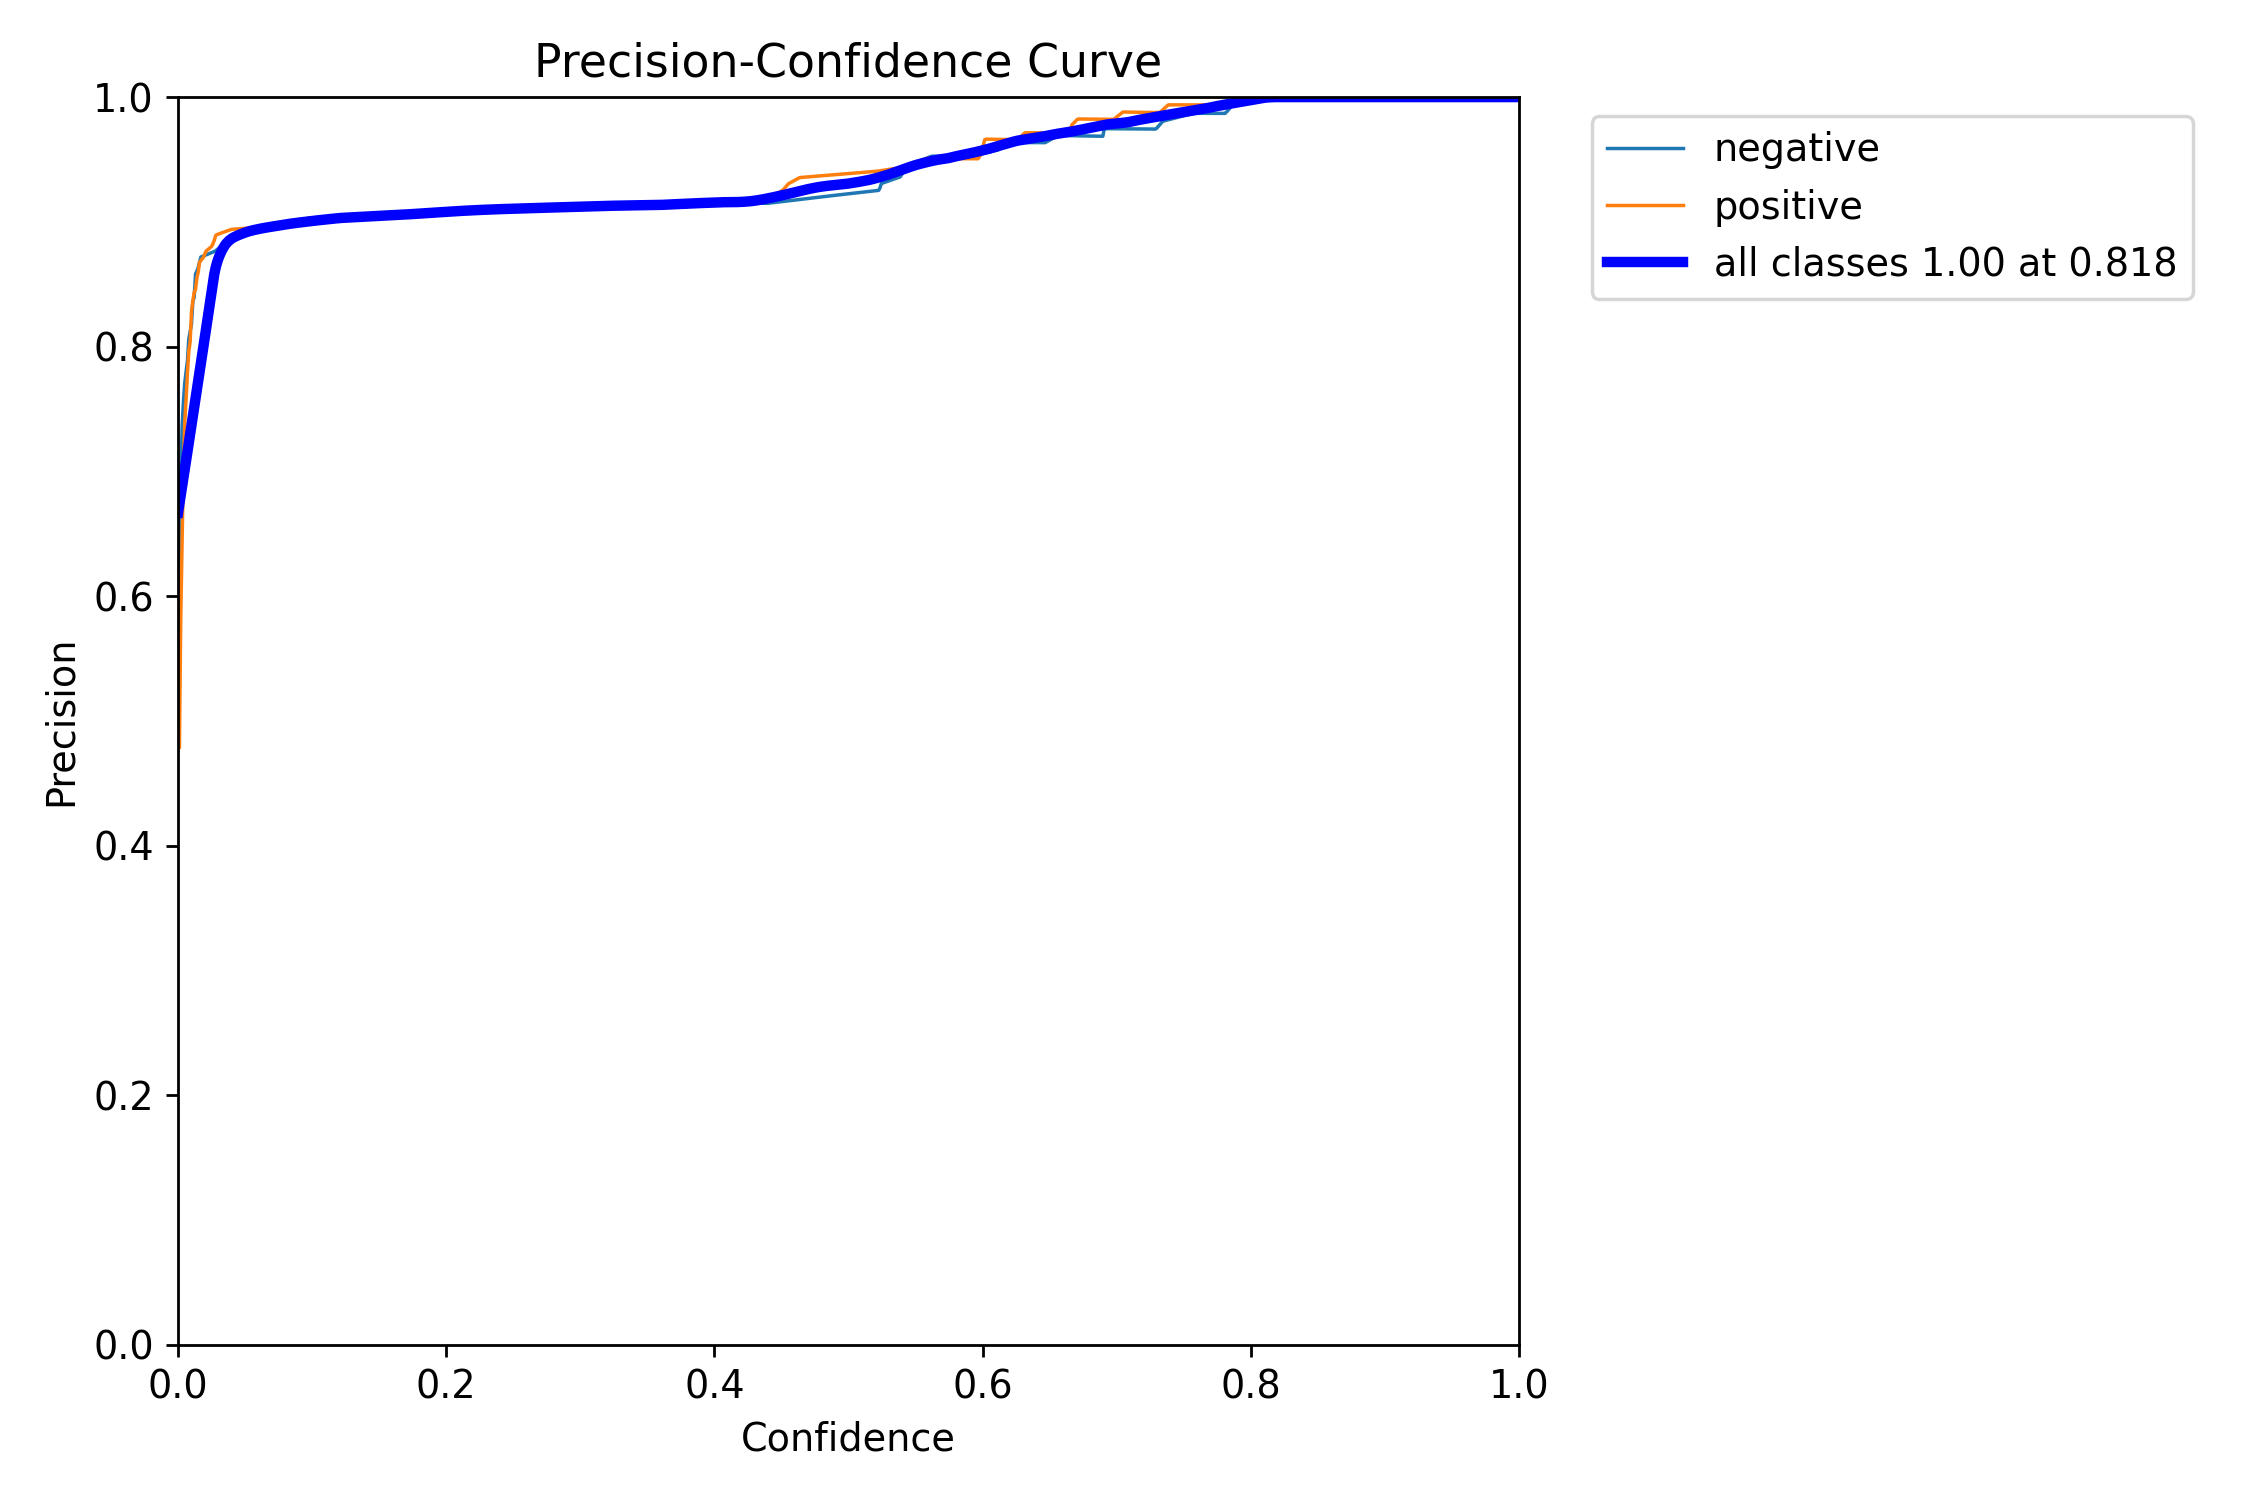 Precision-Confidence Curve
1.0
0.8
0.6
0.4
0.2
0.0
Precision
0.0 0.2 0.4 0.6 0.8 1.0
Confidence
negative
positive
all classes 1.00 at 0.818